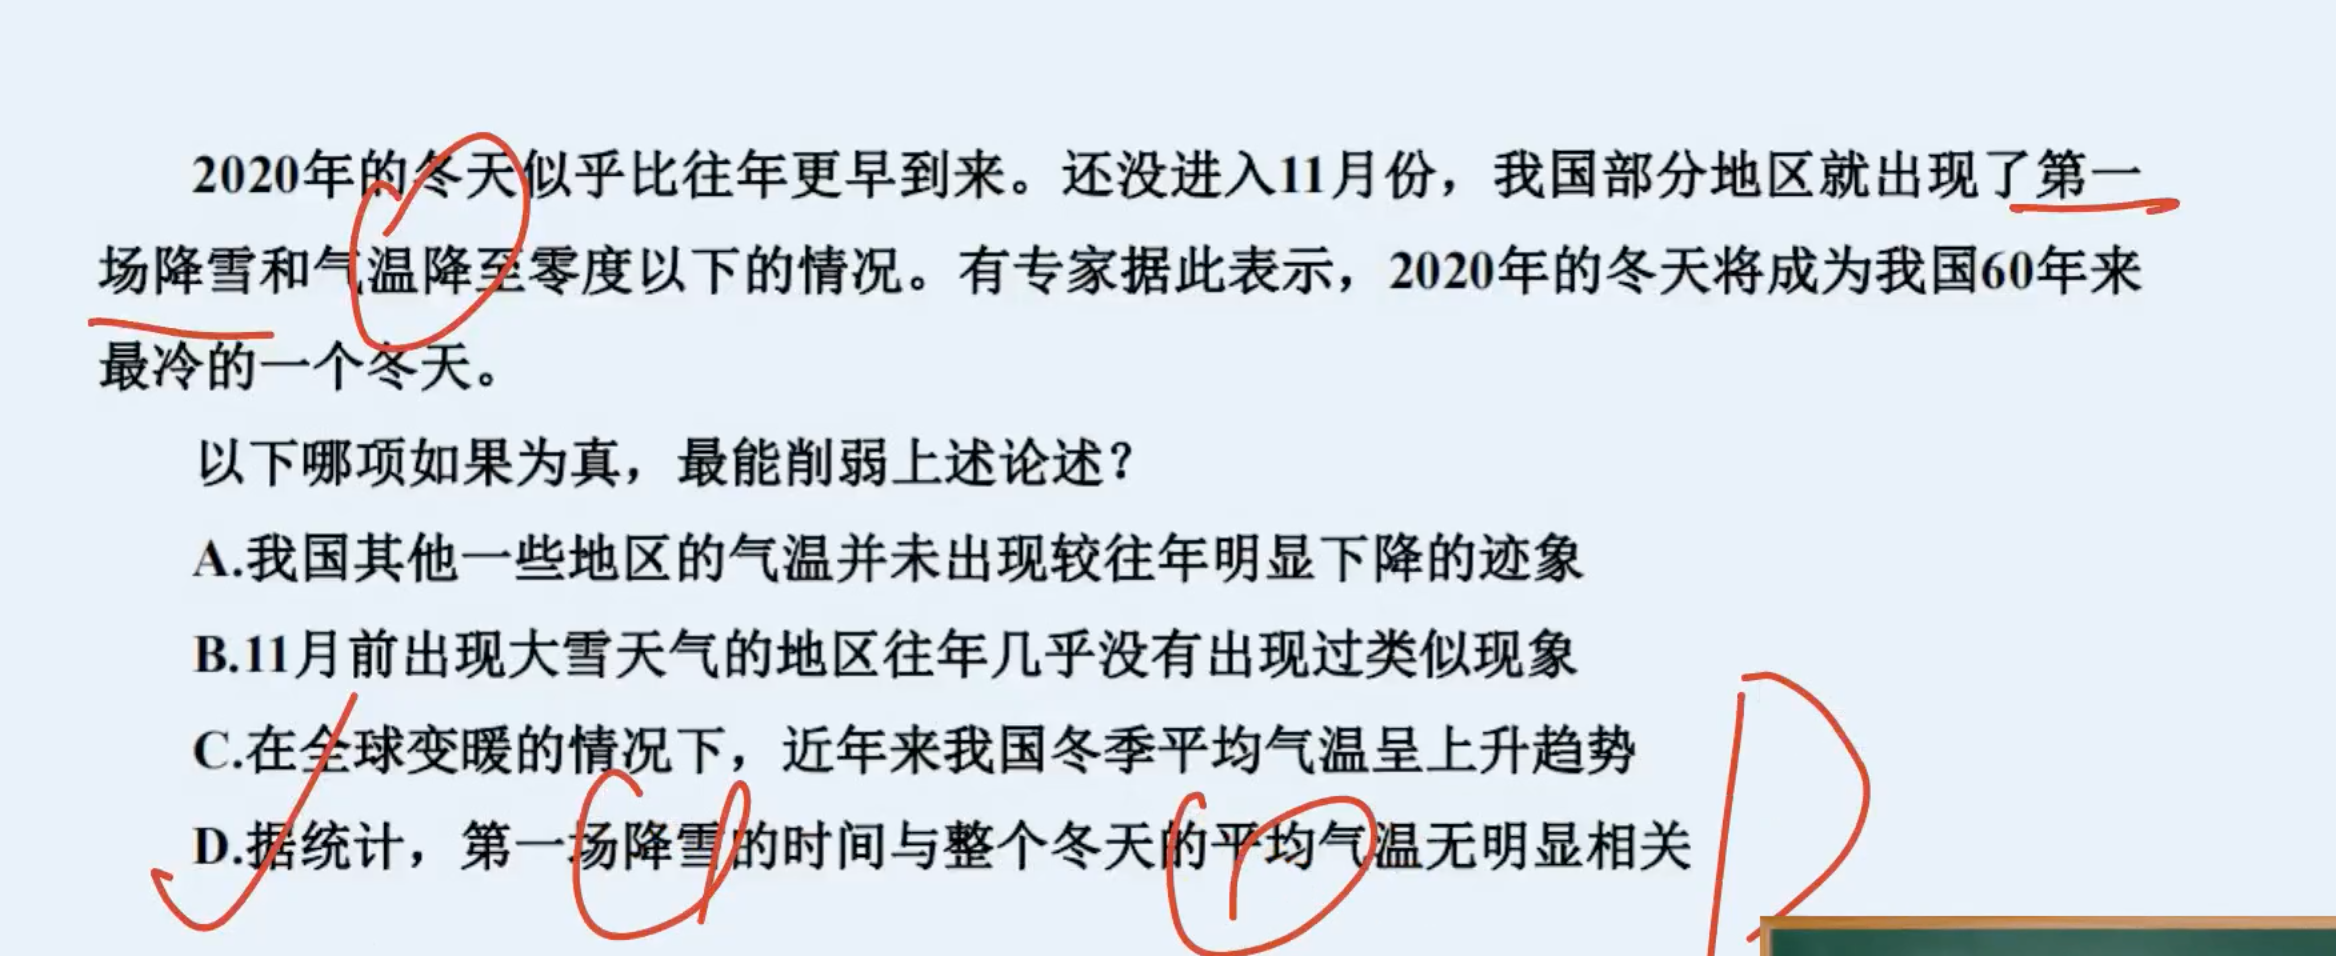 2020年的冬天似乎比往年更早到来。还没进入11月份，我国部分地区就出现了第一
场降雪和气温降至零度以下的情况。有专家据此表示，2020年的冬天将成为我国60年来
最冷的一个冬天。
以下哪项如果为真，最能削弱上述论述？
A.我国其他一些地区的气温并未出现较往年明显下降的迹象
B.11月前出现大雪天气的地区往年几乎没有出现过类似现象
C.在全球变暖的情况下，近年来我国冬季平均气温呈上升趋势
D.据统计，第一场降雪的时间与整个冬天的平均气温无明显相关